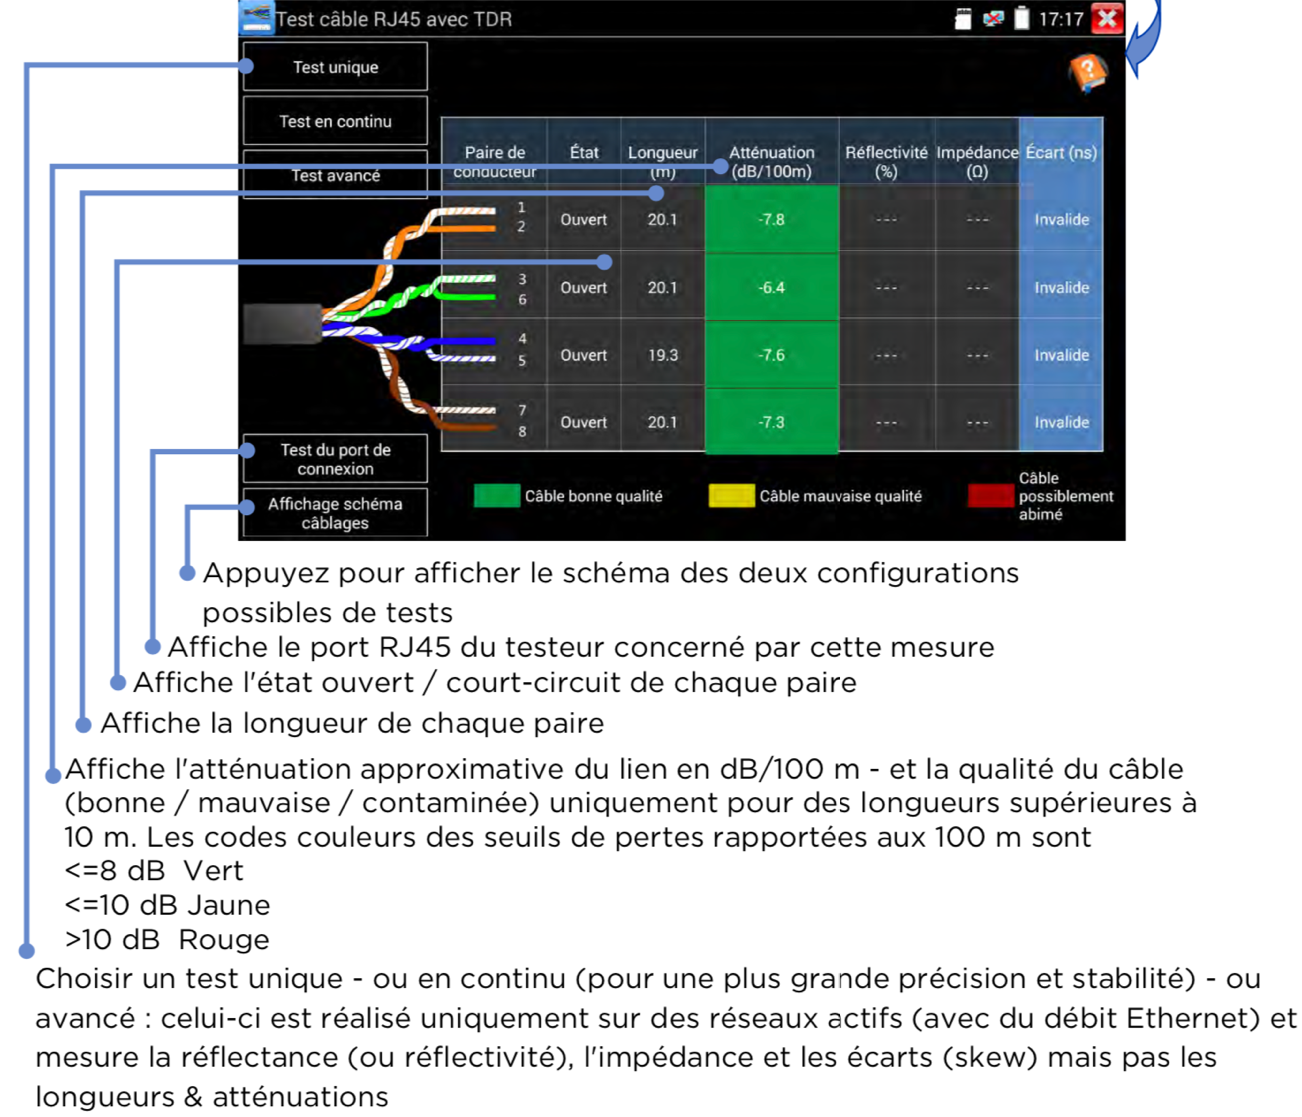 Test câble RJ45 avec TDR
17:17
Test unique
Test en continu
Test avancé
Paire de conducteur
État
Longueur (m)
Atténuation (dB/100m)
Réflectivité (%)
Impédance (Ω)
Écart (ns)
1
2
Ouvert 20.1 -7.8 --- --- Invalide
3
6
Ouvert 20.1 -6.4 --- --- Invalide
4
5
Ouvert 19.3 -7.6 --- --- Invalide
7
8
Ouvert 20.1 -7.3 --- --- Invalide
Test du port de
connexion
Affichage schéma
câblages
Câble bonne qualité
Câble mauvaise qualité
Câble
possiblement
abimé
Appuyez pour afficher le schéma des deux configurations
possibles de tests
Affiche le port RJ45 du testeur concerné par cette mesure
Affiche l'état ouvert / court-circuit de chaque paire
Affiche la longueur de chaque paire
Affiche l'atténuation approximative du lien en dB/100 m - et la qualité du câble
(bonne / mauvaise / contaminée) uniquement pour des longueurs supérieures à
10 m. Les codes couleurs des seuils de pertes rapportées aux 100 m sont
<=8 dB Vert
<=10 dB Jaune
>10 dB Rouge
Choisir un test unique - ou en continu (pour une plus grande précision et stabilité) - ou
avancé : celui-ci est réalisé uniquement sur des réseaux actifs (avec du débit Ethernet) et
mesure la réflectance (ou réflectivité), l'impédance et les écarts (skew) mais pas les
longueurs & atténuations